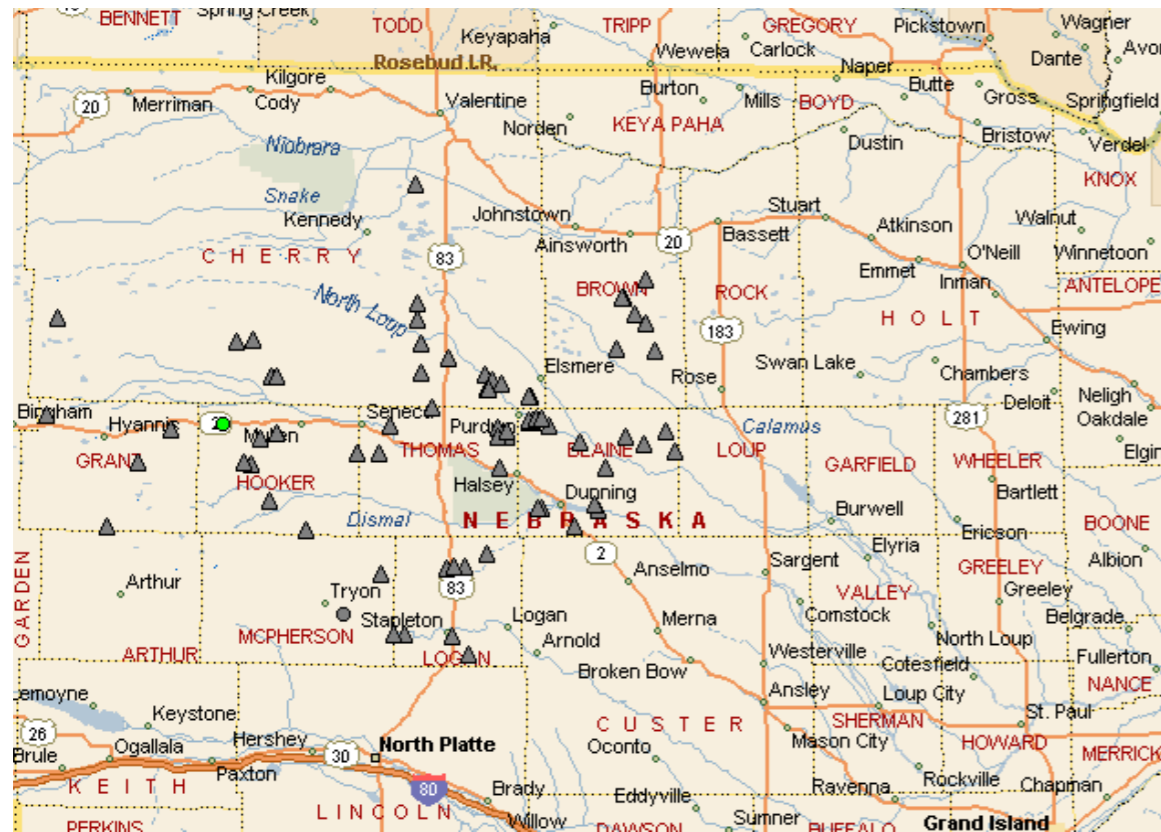 BENNETT
Spring Creek
TODD
Keyapaha
TRIPP
GREGORY
Pickstown
Wagner
Wewela
Carlock
Dante
Avon
Rosebud I.R.
Naper
Kilgore
Burton
Mills
BOYD
Butte
Gross
Springfield
20
Merriman
Cody
Valentine
Norden
KEYA PAHA
Bristow
Verdel
Niobrara
Dustin
KNOX
Snake
Kennedy
Johnstown
Stuart
Walnut
Ainsworth
20
Bassett
Atkinson
Winnetoon
CHERRY
83
Emmet
O'Neill
Inman
North Loup
BROWN
ROCK
ANTELOPE
183
HOLT
Ewing
Elsmere
Swan Lake
Rose
Chambers
Neligh
Deloit
Oakdale
Bingham
Hyannis
2
Mullen
Seneca
Purdum
Calamus
281
GRANT
THOMAS
BLAINE
LOUP
GARFIELD
WHEELER
Elgin
HOOKER
Halsey
Dunning
Bartlett
Dismal
NEBRASKA
Burwell
Ericson
BOONE
2
Sargent
Elyria
Albion
GARDEN
Arthur
Tryon
83
Anselmo
VALLEY
GREELEY
Greeley
Stapleton
Logan
Merna
Comstock
Belgrade
MCPHERSON
Arnold
North Loup
ARTHUR
LOGAN
Broken Bow
Westerville
Cotesfield
Fullerton
Lemoyne
Ansley
Loup City
NANCE
Keystone
CUSTER
SHERMAN
St. Paul
26
Hershey
North Platte
Oconto
Mason City
HOWARD
Brule
Ogallala
30
MERRICK
Paxton
80
Rockville
KEITH
Brady
Eddyville
Ravenna
Chapman
LINCOLN
PERKINS
Willow
DAWSON
Sumner
BUFFALO
Grand Island